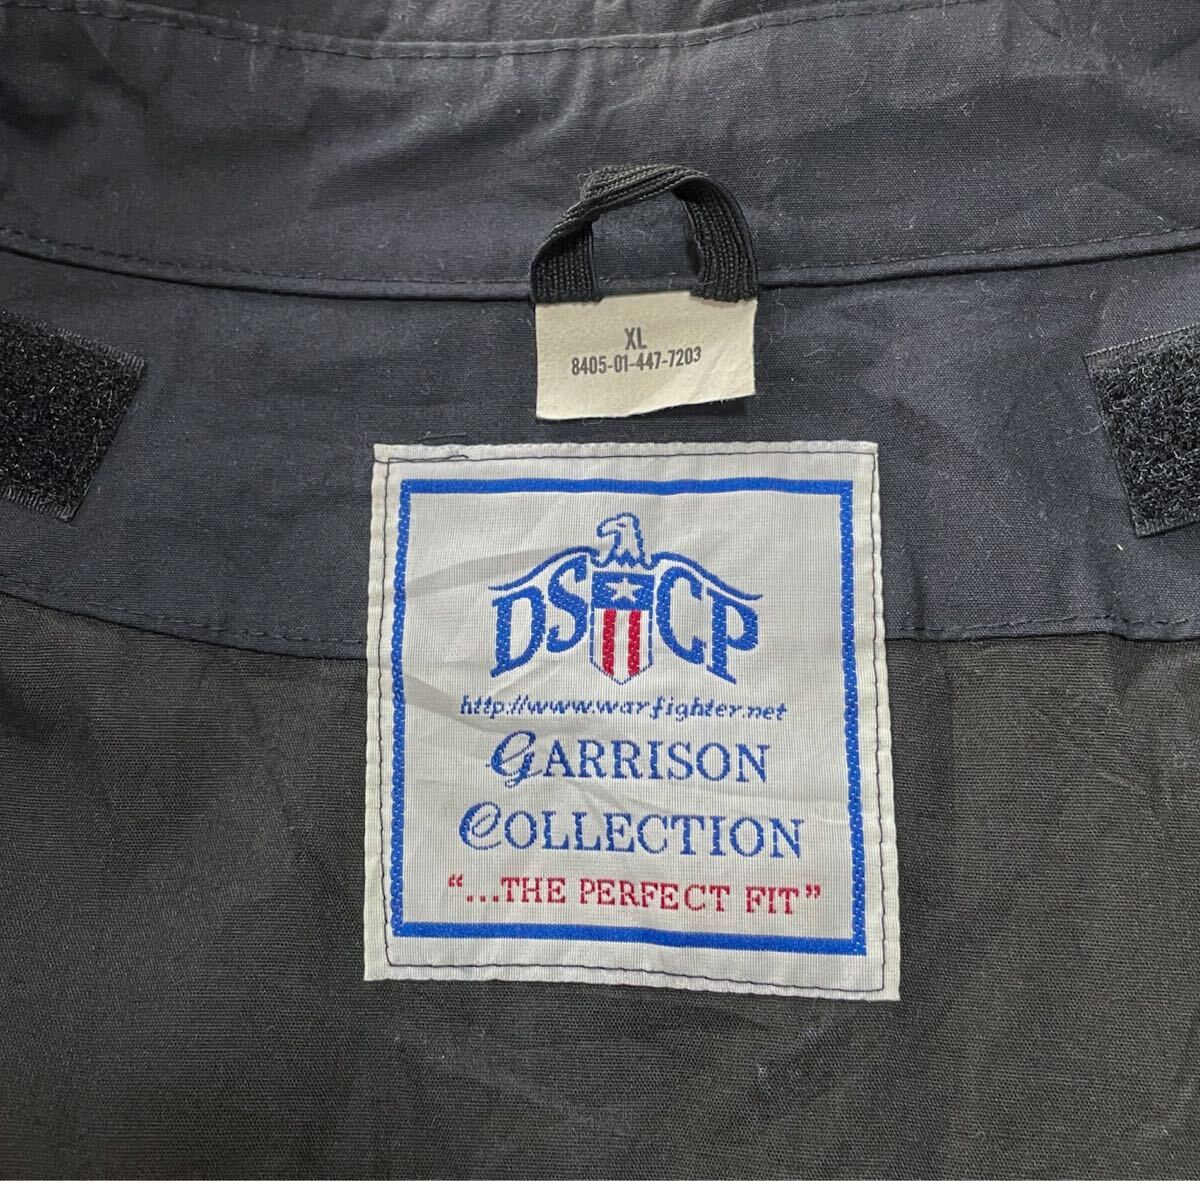 XL
8405-01-447-7203
DSCP
http://www.warfighter.net
GARRISON
COLLECTION
"...THE PERFECT FIT"